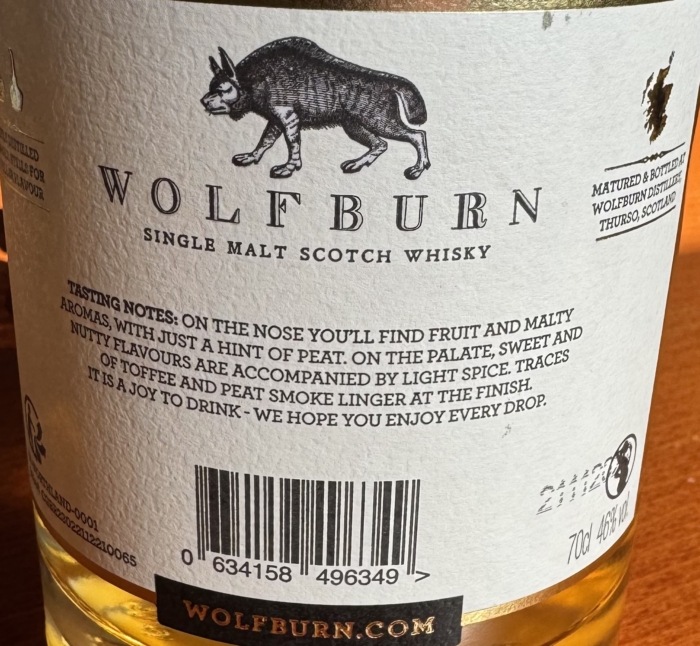 WOLFBURN
SINGLE MALT SCOTCH WHISKY
MATURED & BOTTLED AT
WOLFBURN DISTILLERY,
THURSO, SCOTLAND
TASTING NOTES: ON THE NOSE YOU'LL FIND FRUIT AND MALTY
AROMAS, WITH JUST A HINT OF PEAT. ON THE PALATE, SWEET AND
NUTTY FLAVOURS ARE ACCOMPANIED BY LIGHT SPICE. TRACES
OF TOFFEE AND PEAT SMOKE LINGER AT THE FINISH.
IT IS A JOY TO DRINK - WE HOPE YOU ENJOY EVERY DROP.
0 634158 496349 >
70cl 46% vol
WOLFBURN.COM